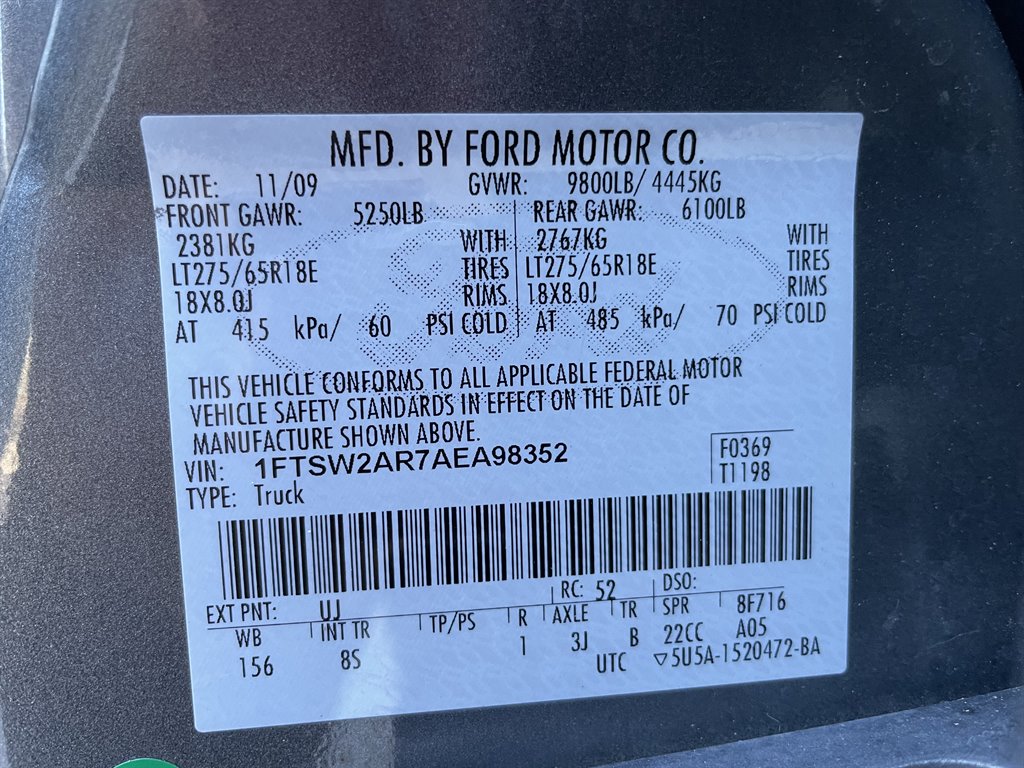 MFD. BY FORD MOTOR CO.
DATE: 11/09 GVWR: 9800LB/ 4445KG
FRONT GAWR: 5250LB REAR GAWR: 6100LB
2381KG WITH 2767KG WITH
LT275/65R18E TIRES LT275/65R18E TIRES
18X8.0J RIMS 18X8.0J RIMS
AT 415 kPa/ 60 PSI COLD AT 485 kPa/ 70 PSI COLD
THIS VEHICLE CONFORMS TO ALL APPLICABLE FEDERAL MOTOR
VEHICLE SAFETY STANDARDS IN EFFECT ON THE DATE OF
MANUFACTURE SHOWN ABOVE.
VIN: 1FTSW2AR7AEA98352 F0369
TYPE: Truck T1198
EXT PNT: UJ RC: 52 DSO:
WB INT TR TP/PS R AXLE TR SPR 8F716
156 8S 1 3J B 22CC A05
UTC ▽5U5A-1520472-BA